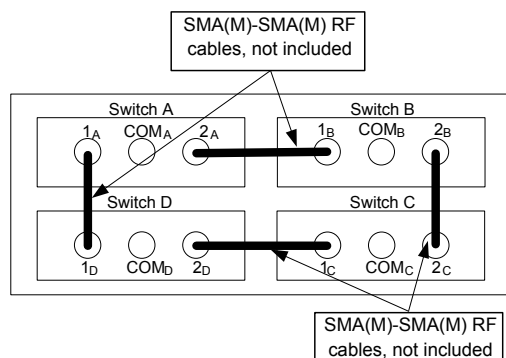 SMA(M)-SMA(M) RF
cables, not included
Switch A
Switch B
1A COMA 2A
1B COMB 2B
Switch D
Switch C
1D COMD 2D
1C COMC 2C
SMA(M)-SMA(M) RF
cables, not included